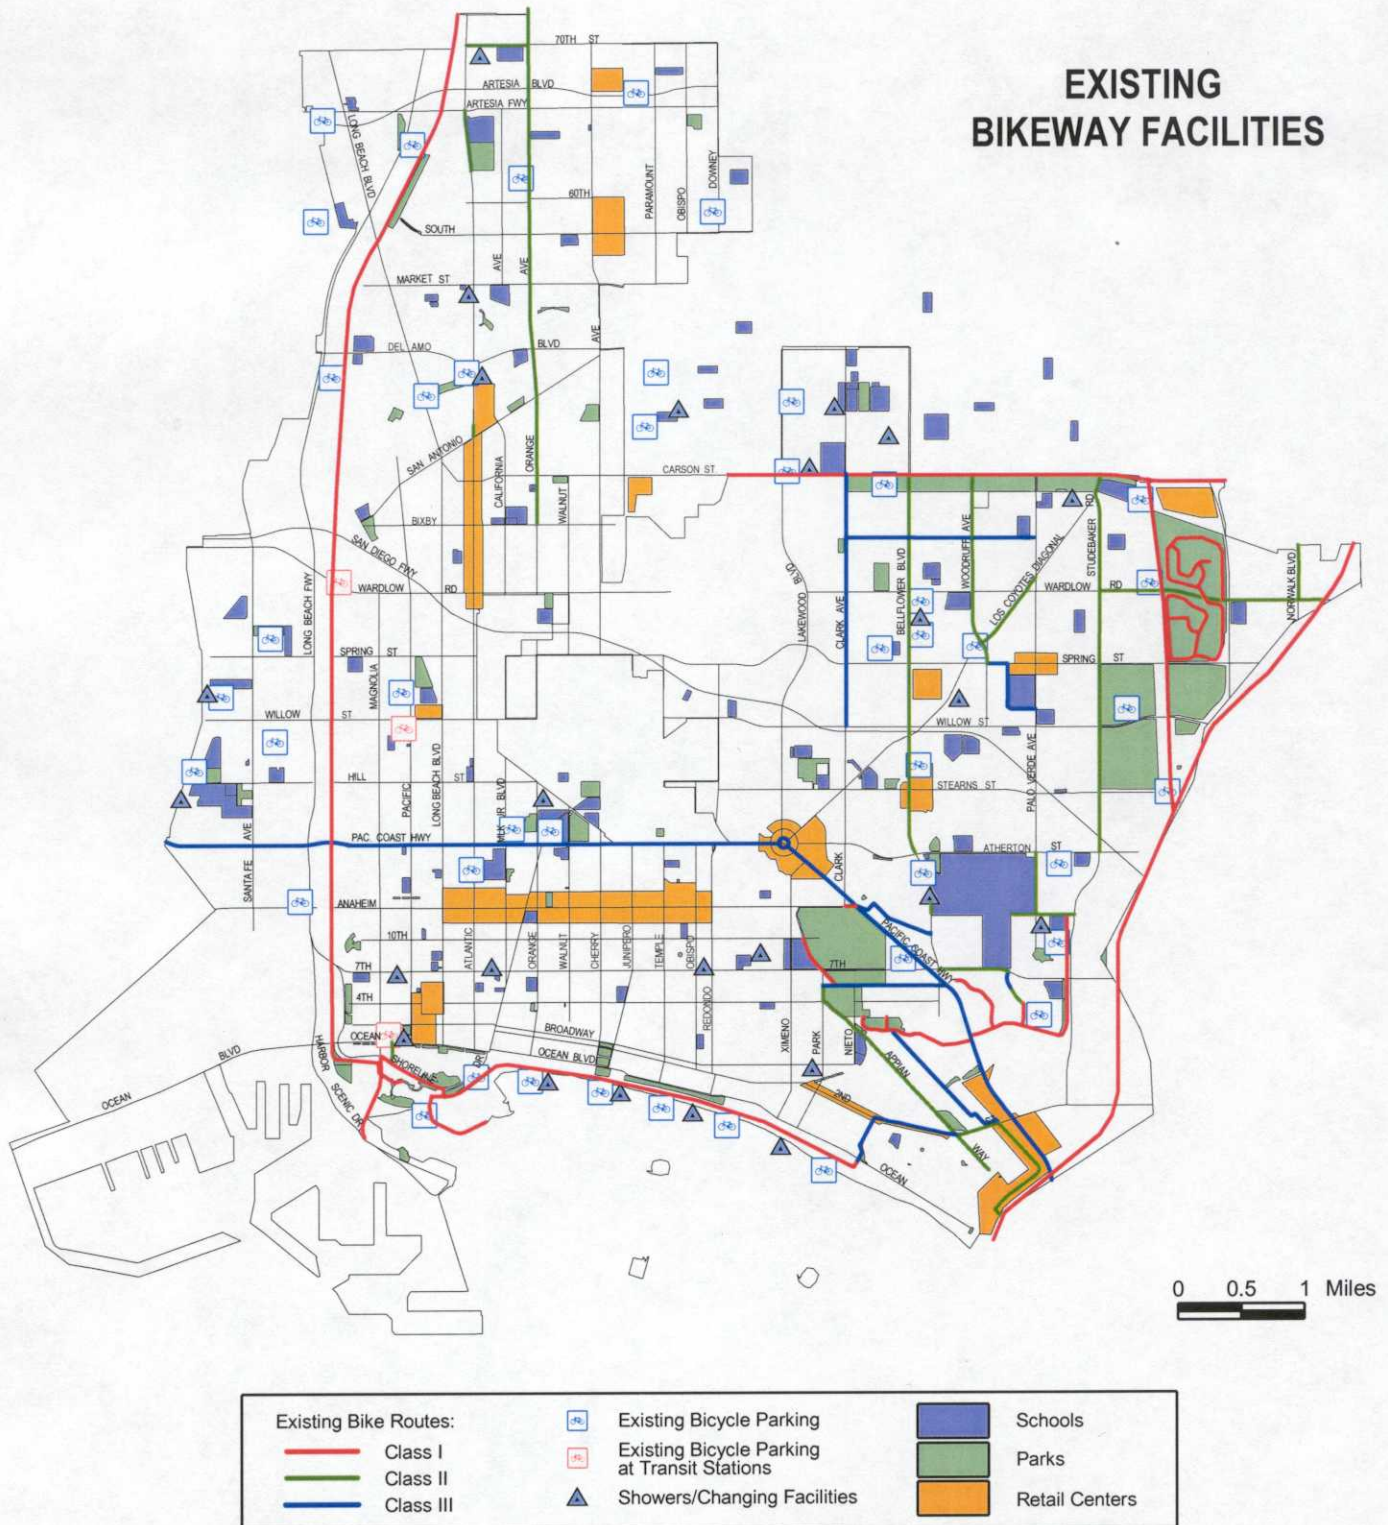 EXISTING
BIKEWAY FACILITIES
70TH ST
ARTESIA BLVD
ARTESIA FWY
LONG BEACH BLVD
PARAMOUNT
OBISPO
DOWNEY
60TH
SOUTH
AVE
AVE
MARKET ST
AVE
DEL AMO BLVD
SAN ANTONIO
CALIFORNIA
ORANGE
WALNUT
CARSON ST
BIXBY
SAN DIEGO FWY
LONG BEACH FWY
WARDLOW RD
LAKEWOOD BLVD
CLARK AVE
BELLFLOWER BLVD
WOODRUFF AVE
LOS COYOTES DIAGONAL
STUDEBAKER RD
WARDLOW RD
NORWALK BLVD
SPRING ST
MAGNOLIA
SPRING ST
WILLOW ST
WILLOW ST
PALO VERDE AVE
HILL ST
PACIFIC
LONG BEACH BLVD
MLK JR BLVD
STEARNS ST
SANTA FE AVE
PAC. COAST HWY
ATHERTON ST
CLARK
ANAHEIM
PACIFIC COAST HWY
10TH
ATLANTIC
ORANGE
WALNUT
CHERRY
JUNIPERO
TEMPLE
OBISPO
7TH
7TH
4TH
REDONDO
XIMENO
PARK
NIETO
APPIAN
WAY
OCEAN
BROADWAY
OCEAN BLVD
SHORELINE DR
HARBOR SCENIC DR
OCEAN BLVD
2ND
OCEAN
0 0.5 1 Miles
Existing Bike Routes:
Class I
Class II
Class III
Existing Bicycle Parking
Existing Bicycle Parking
at Transit Stations
Showers/Changing Facilities
Schools
Parks
Retail Centers